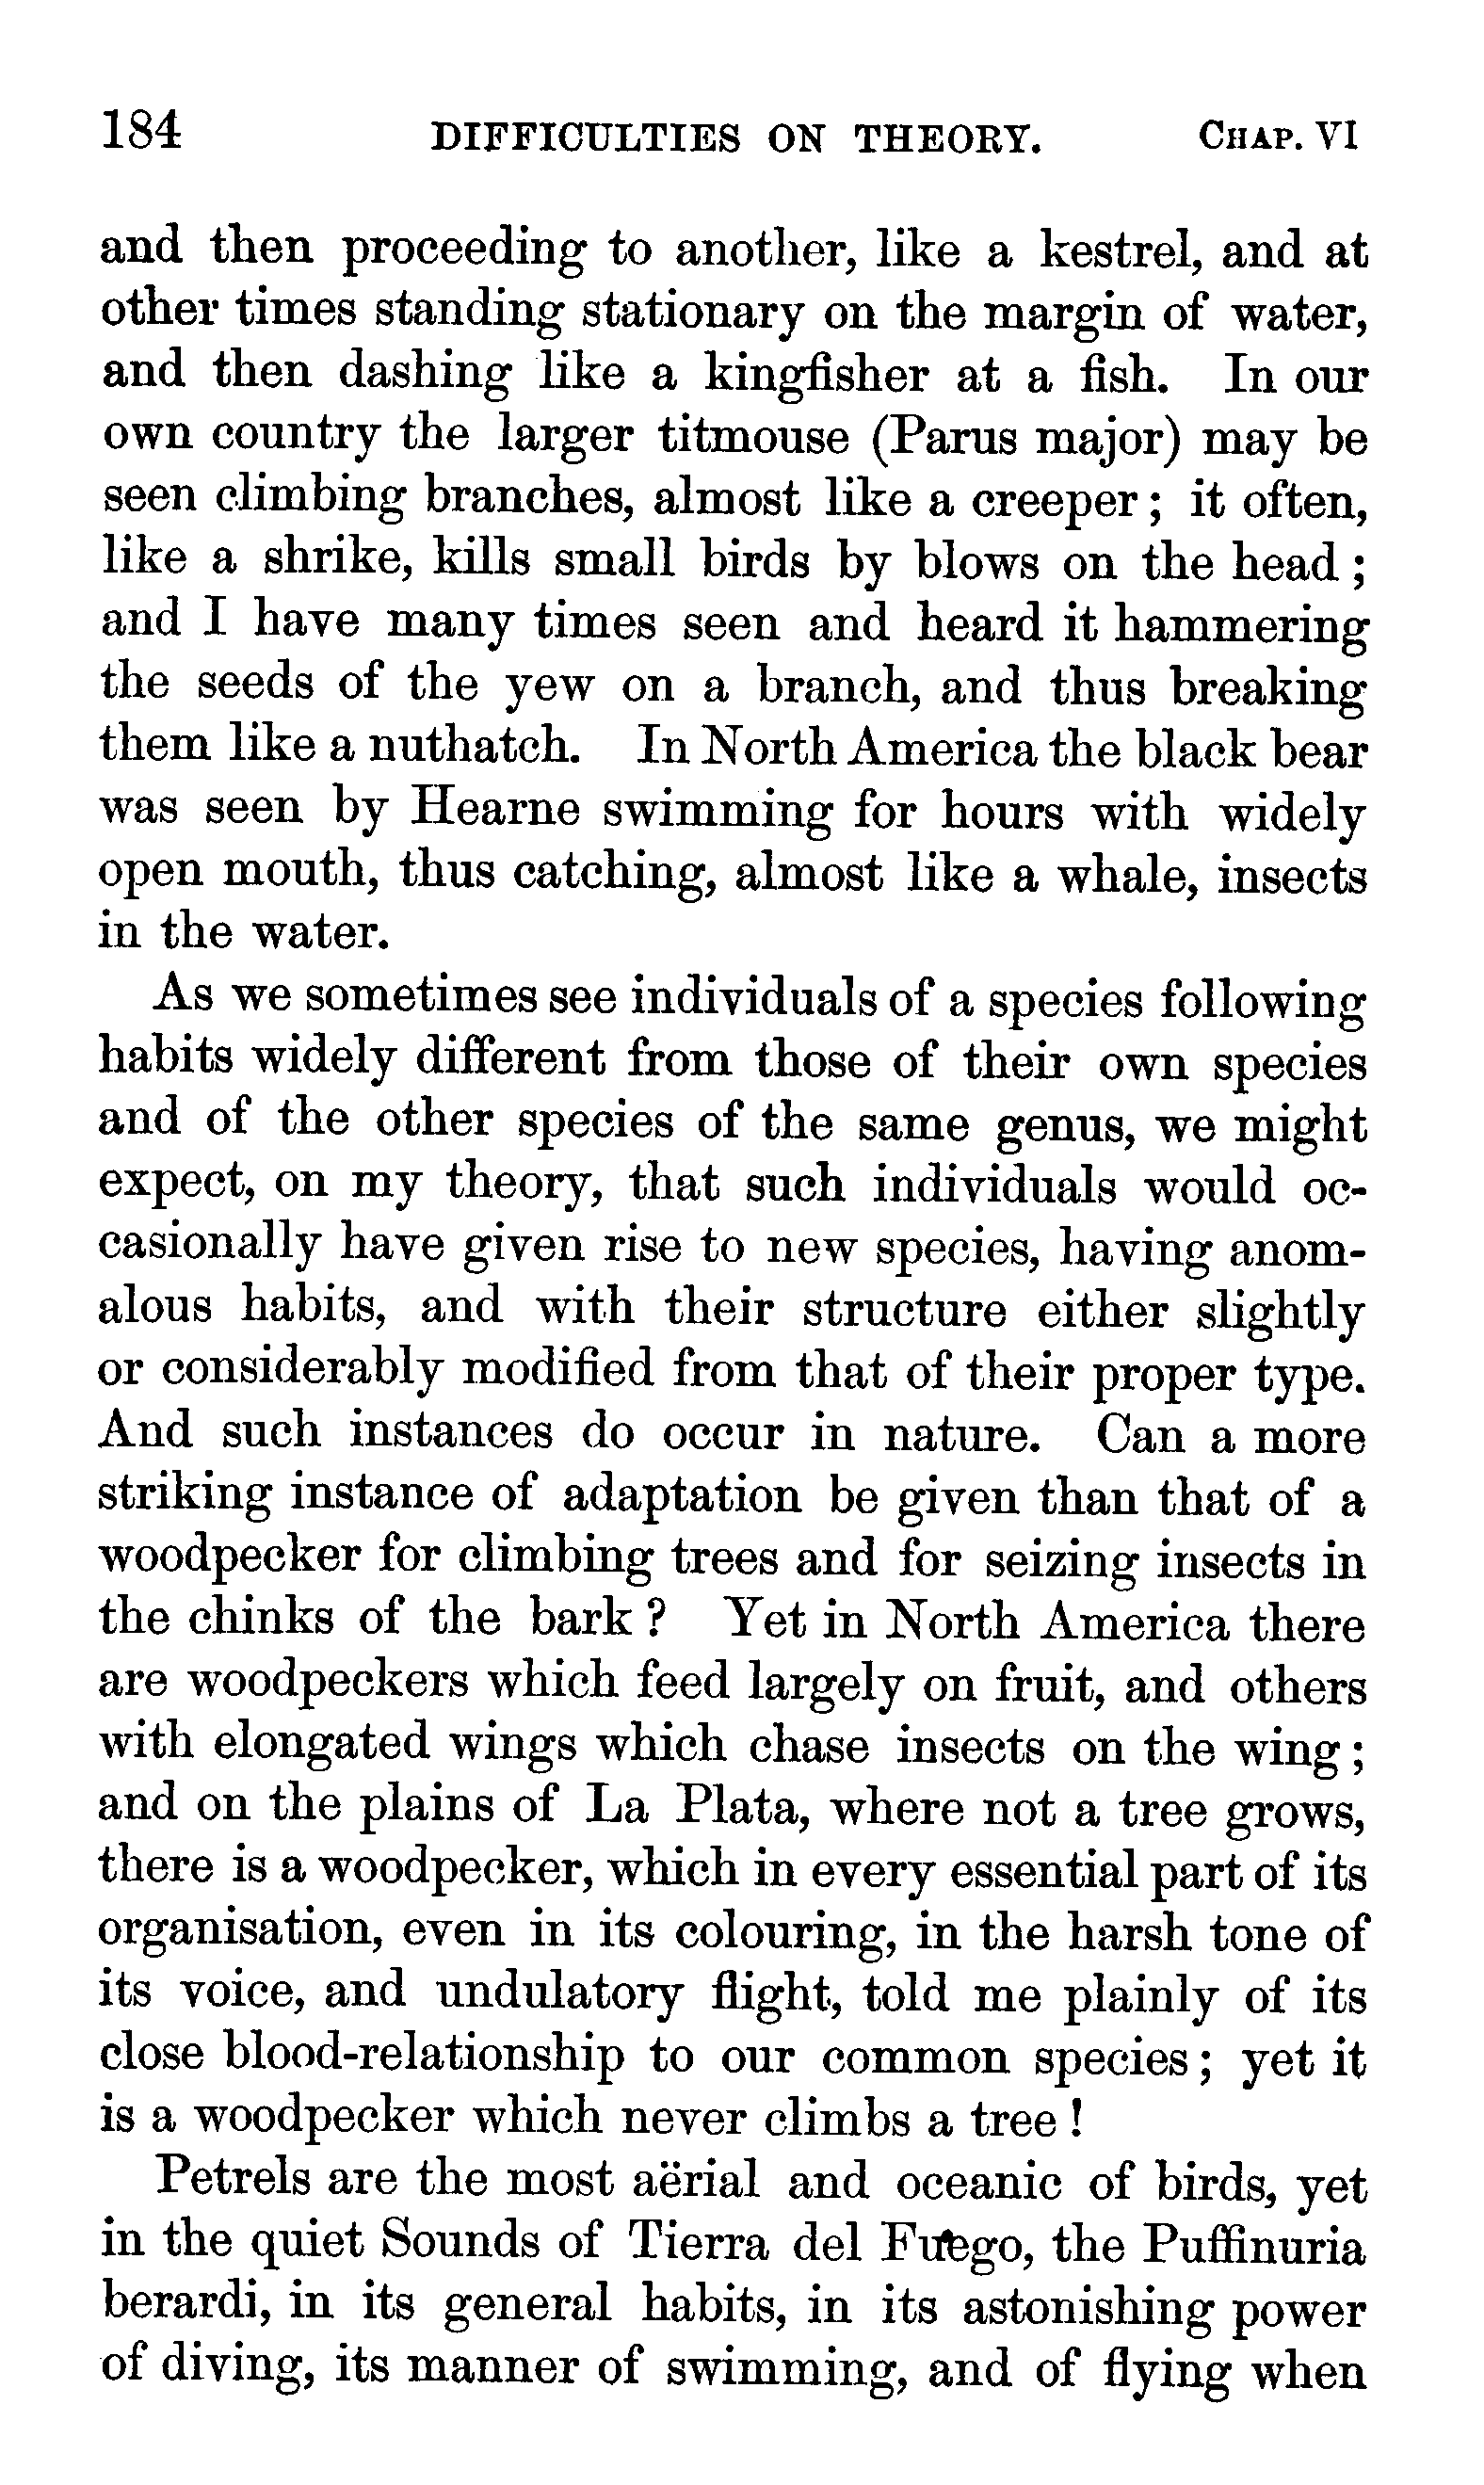 184 DIFFICULTIES ON THEORY. CHAP. VI
and then proceeding to another, like a kestrel, and at
other times standing stationary on the margin of water,
and then dashing like a kingfisher at a fish. In our
own country the larger titmouse (Parus major) may be
seen climbing branches, almost like a creeper; it often,
like a shrike, kills small birds by blows on the head;
and I have many times seen and heard it hammering
the seeds of the yew on a branch, and thus breaking
them like a nuthatch. In North America the black bear
was seen by Hearne swimming for hours with widely
open mouth, thus catching, almost like a whale, insects
in the water.
As we sometimes see individuals of a species following
habits widely different from those of their own species
and of the other species of the same genus, we might
expect, on my theory, that such individuals would oc-
casionally have given rise to new species, having anom-
alous habits, and with their structure either slightly
or considerably modified from that of their proper type.
And such instances do occur in nature. Can a more
striking instance of adaptation be given than that of a
woodpecker for climbing trees and for seizing insects in
the chinks of the bark? Yet in North America there
are woodpeckers which feed largely on fruit, and others
with elongated wings which chase insects on the wing;
and on the plains of La Plata, where not a tree grows,
there is a woodpecker, which in every essential part of its
organisation, even in its colouring, in the harsh tone of
its voice, and undulatory flight, told me plainly of its
close blood-relationship to our common species; yet it
is a woodpecker which never climbs a tree!
Petrels are the most aërial and oceanic of birds, yet
in the quiet Sounds of Tierra del Fuego, the Puffinuria
berardi, in its general habits, in its astonishing power
of diving, its manner of swimming, and of flying when